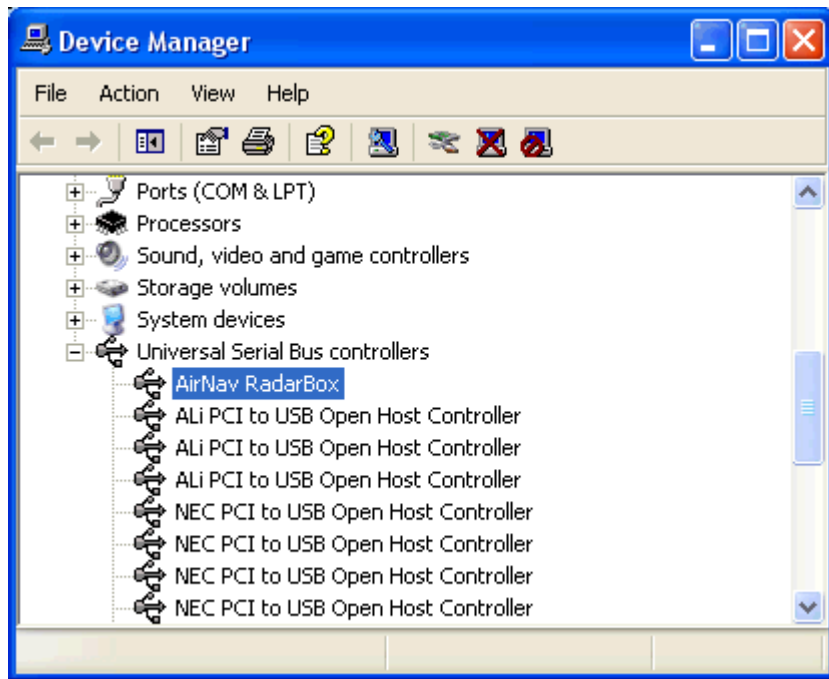 Device Manager
File Action View Help
Ports (COM & LPT)
Processors
Sound, video and game controllers
Storage volumes
System devices
Universal Serial Bus controllers
AirNav RadarBox
ALi PCI to USB Open Host Controller
ALi PCI to USB Open Host Controller
ALi PCI to USB Open Host Controller
NEC PCI to USB Open Host Controller
NEC PCI to USB Open Host Controller
NEC PCI to USB Open Host Controller
NEC PCI to USB Open Host Controller